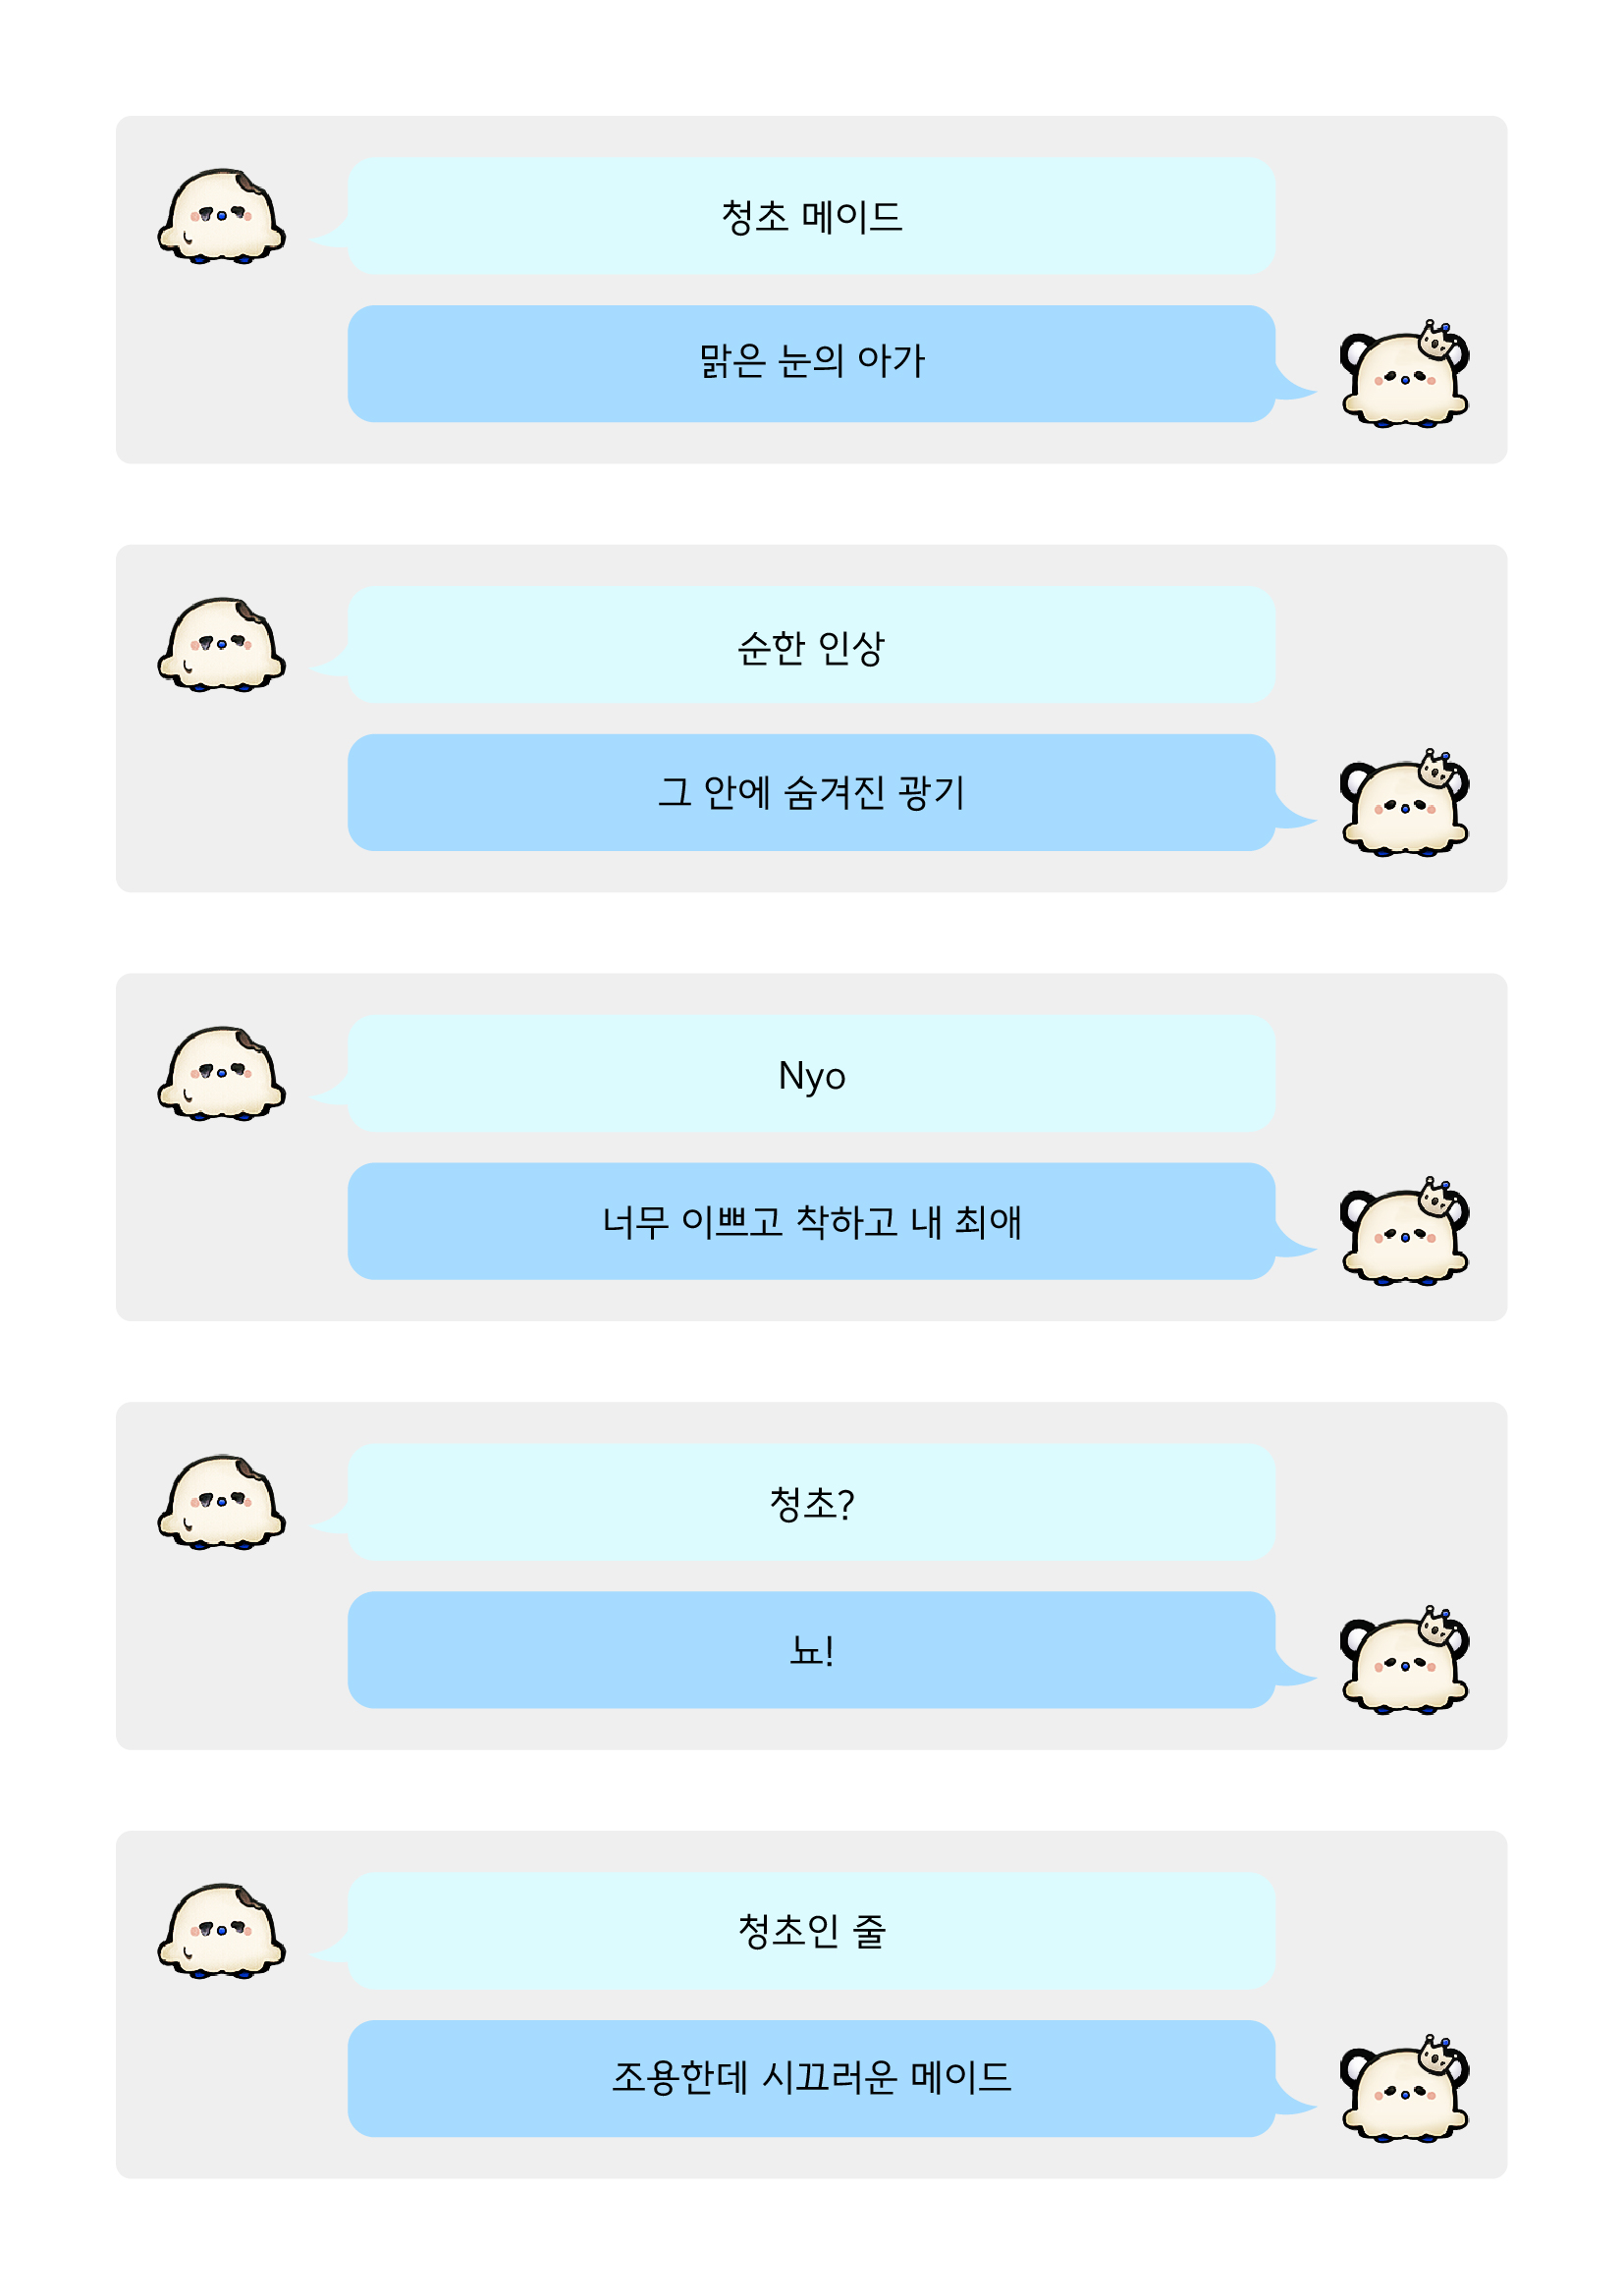 청초 메이드
맑은 눈의 아가
순한 인상
그 안에 숨겨진 광기
Nyo
너무 이쁘고 착하고 내 최애
청초?
뇨!
청초인 줄
조용한데 시끄러운 메이드